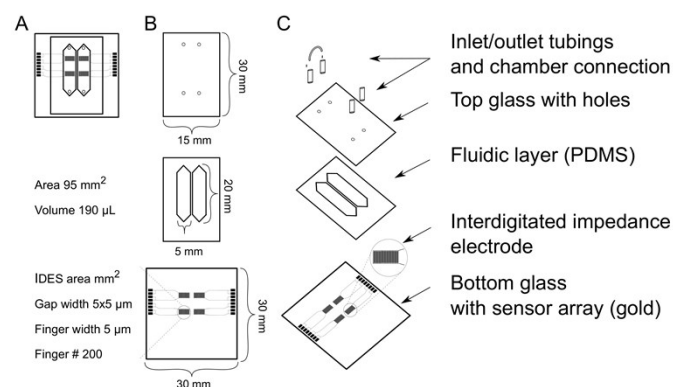 A
B
C
30 mm
15 mm
Inlet/outlet tubings
and chamber connection
Top glass with holes
Area 95 mm²
Volume 190 µL
20 mm
5 mm
Fluidic layer (PDMS)
Interdigitated impedance
electrode
IDES area mm²
Gap width 5x5 µm
Finger width 5 µm
Finger # 200
30 mm
30 mm
Bottom glass
with sensor array (gold)